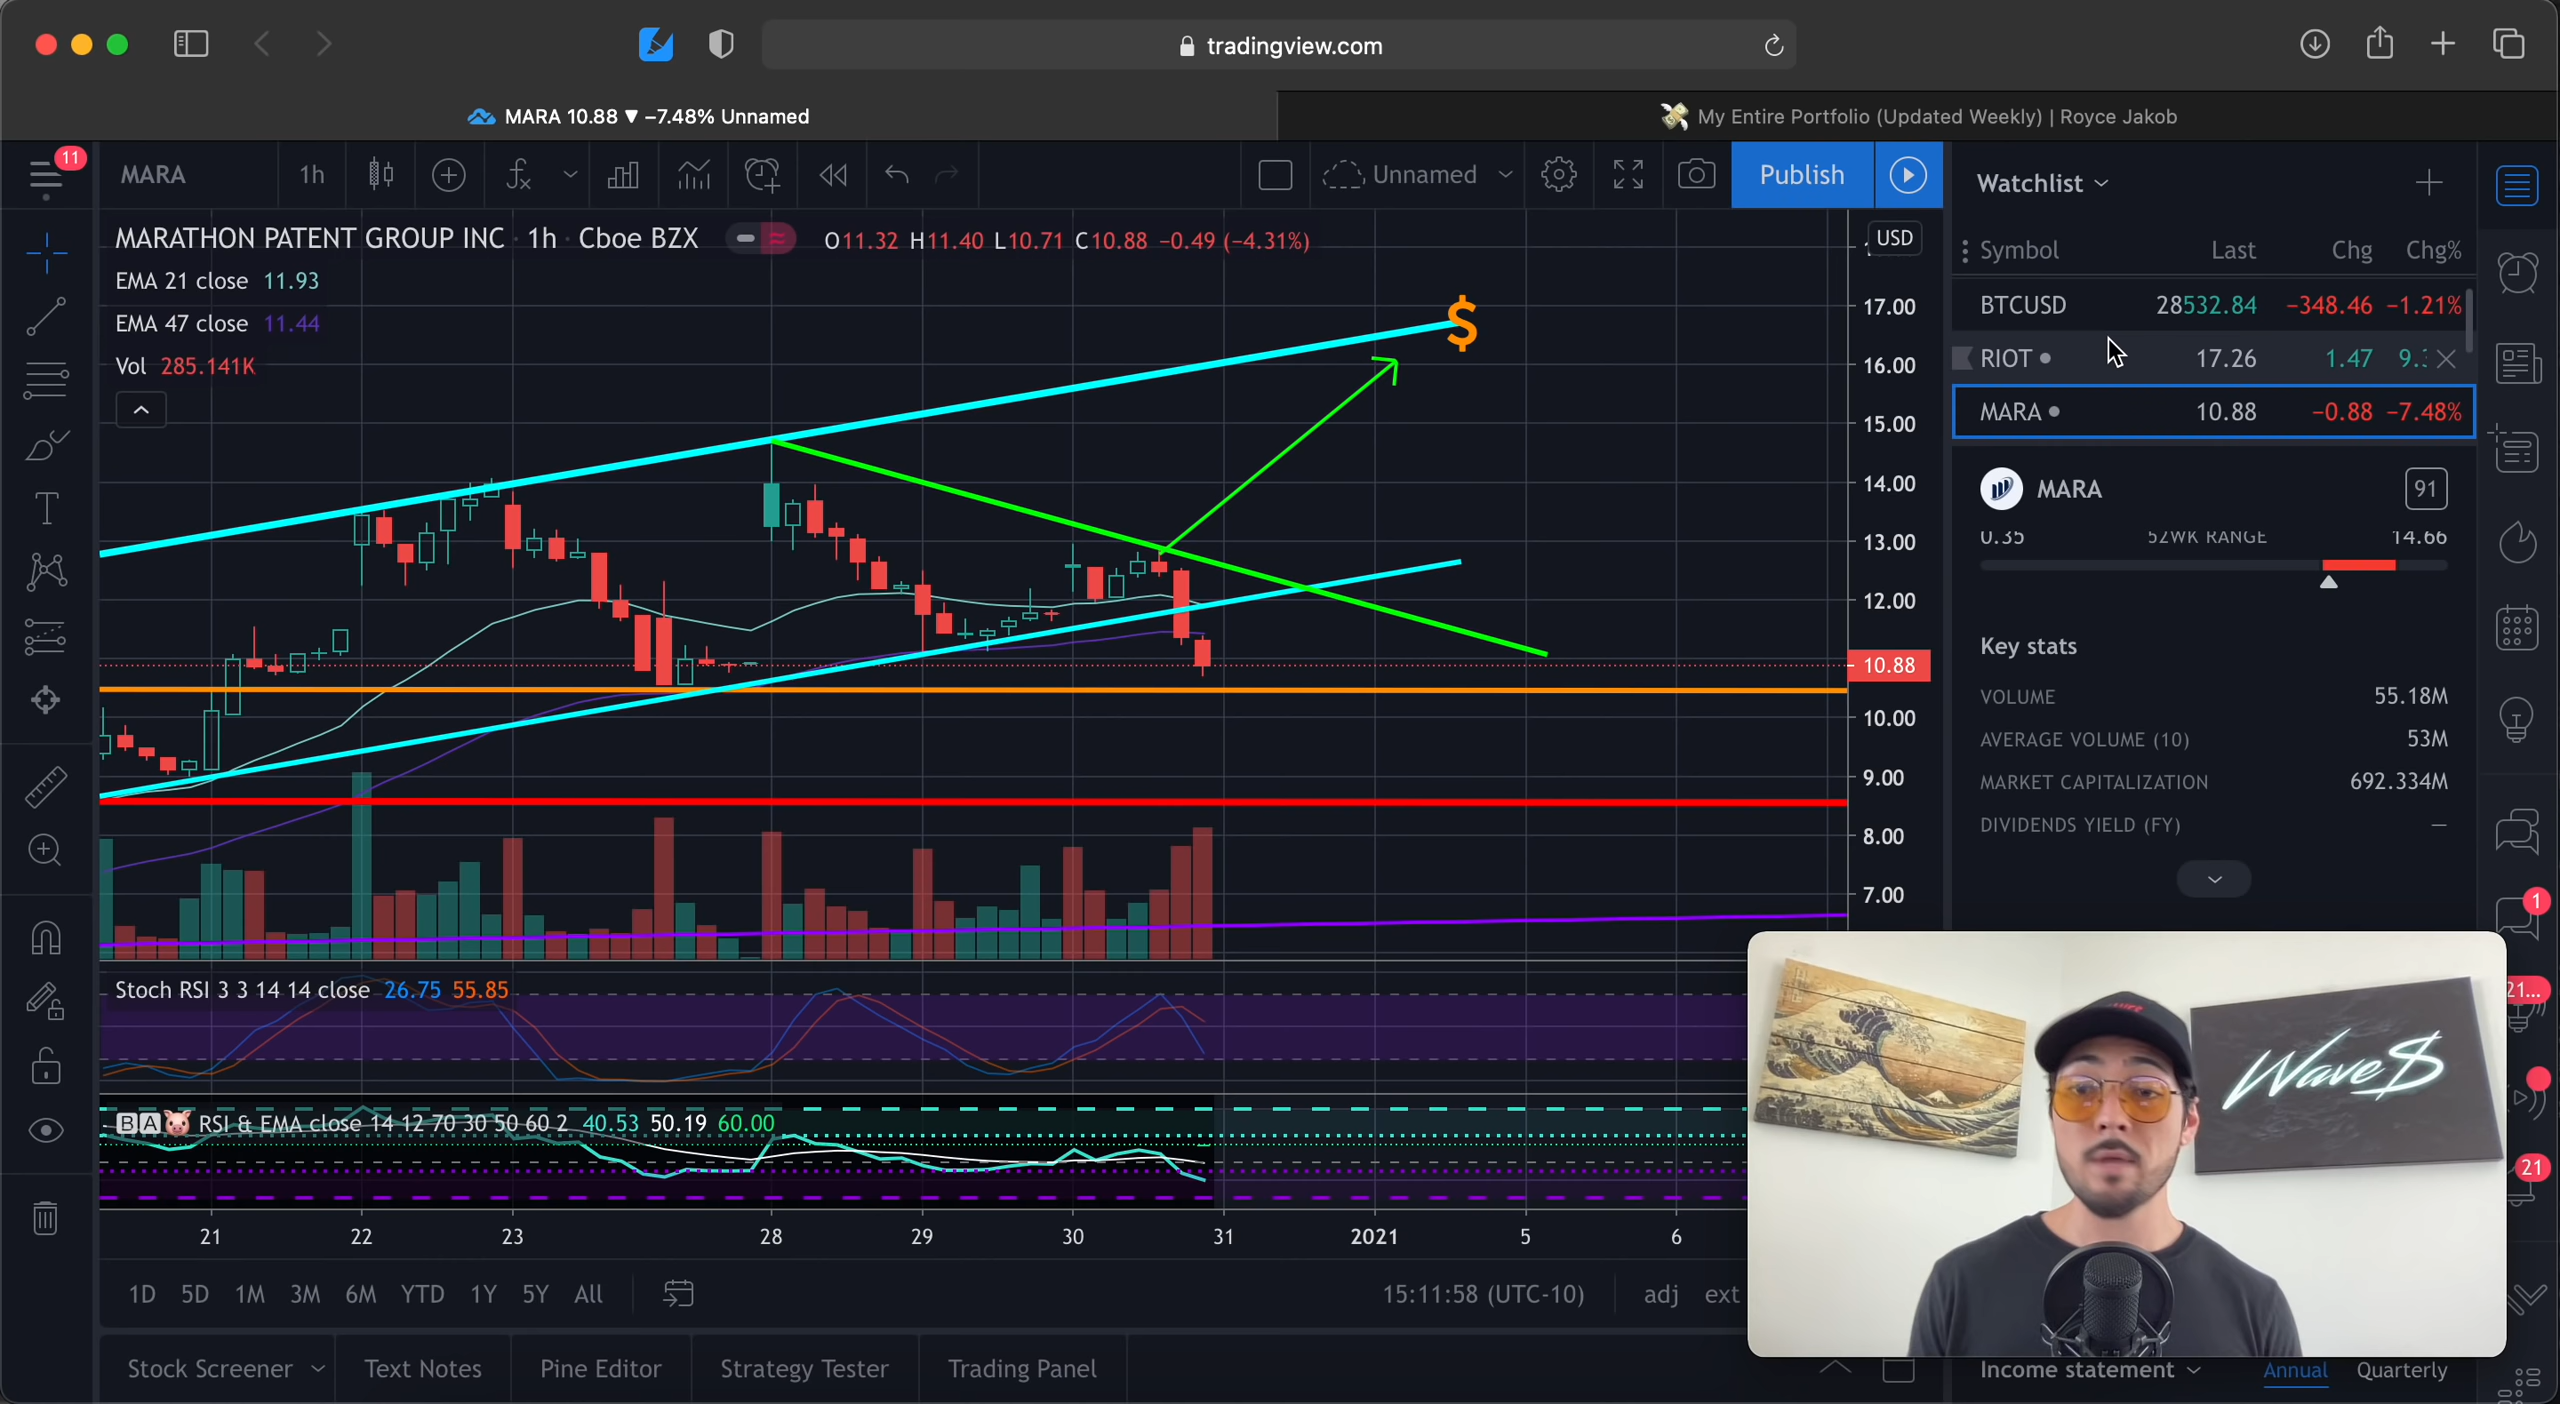 tradingview.com
MARA 10.88 ▼ −7.48% Unnamed
My Entire Portfolio (Updated Weekly) | Royce Jakob
11
MARA
1h
Unnamed
Publish
Watchlist
MARATHON PATENT GROUP INC · 1h · Cboe BZX
O11.32 H11.40 L10.71 C10.88 −0.49 (−4.31%)
USD
EMA 21 close 11.93
EMA 47 close 11.44
Vol 285.141K
Symbol Last Chg Chg%
BTCUSD 28532.84 −348.46 −1.21%
RIOT 17.26 1.47
MARA 10.88 −0.88 −7.48%
$
17.00
16.00
15.00
14.00
13.00
12.00
10.88
10.00
9.00
8.00
7.00
MARA 91
0.35 52WK RANGE 14.66
Key stats
VOLUME 55.18M
AVERAGE VOLUME (10) 53M
MARKET CAPITALIZATION 692.334M
DIVIDENDS YIELD (FY) —
1
21...
21
Stoch RSI 3 3 14 14 close 26.75 55.85
BA RSI & EMA close 14 12 70 30 50 60 2 40.53 50.19 60.00
21 22 23 28 29 30 31 2021 5 6
1D 5D 1M 3M 6M YTD 1Y 5Y All
15:11:58 (UTC-10) adj ext
Wave$
Stock Screener Text Notes Pine Editor Strategy Tester Trading Panel
Income statement Annual Quarterly